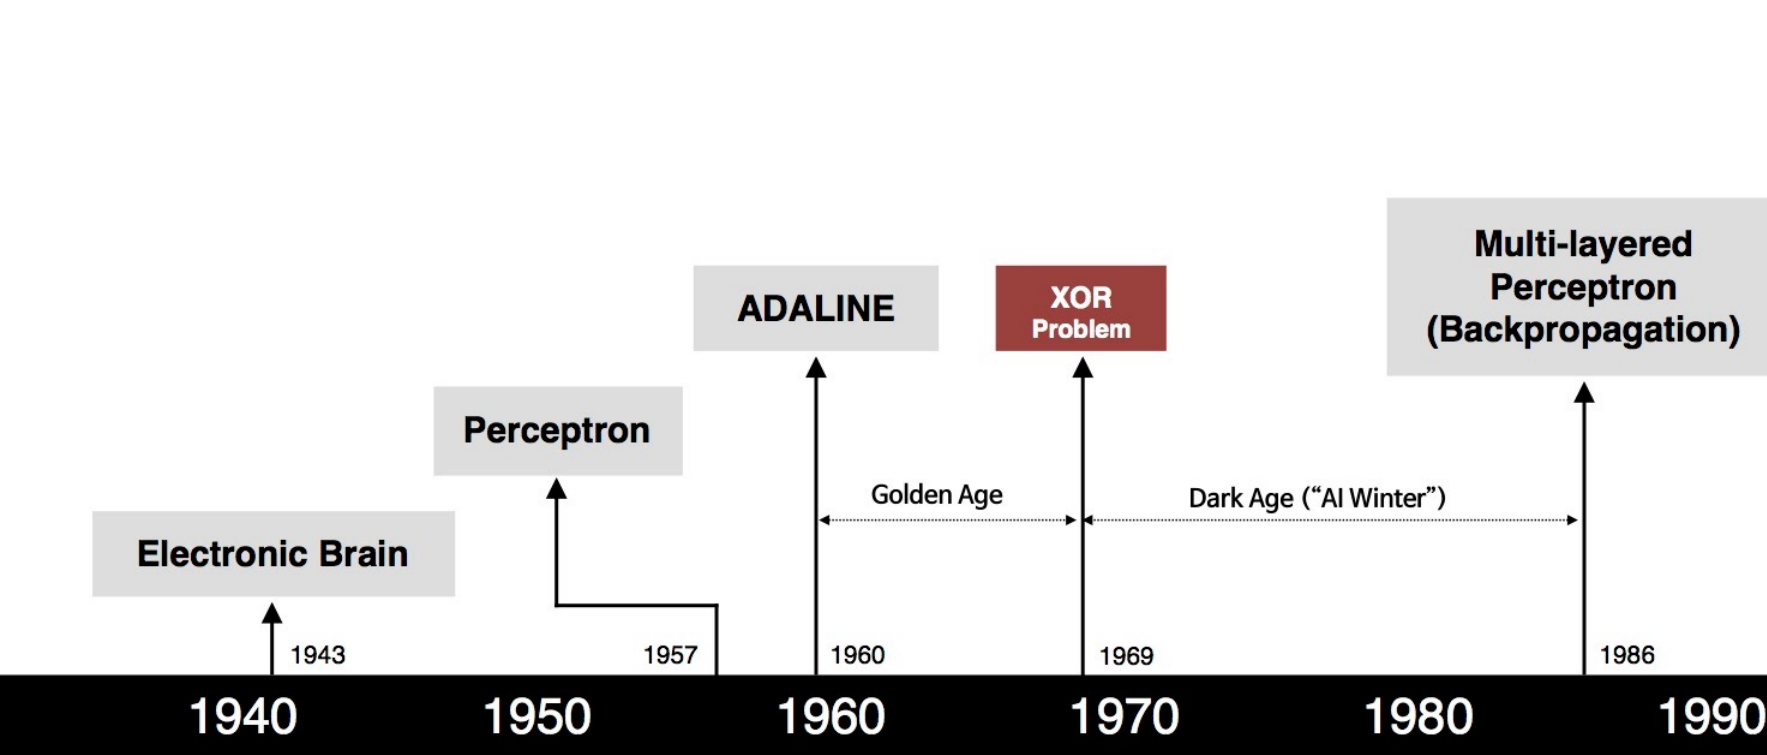 Multi-layered
Perceptron
(Backpropagation)
ADALINE
XOR
Problem
Perceptron
Golden Age
Dark Age (“AI Winter”)
Electronic Brain
1943
1957
1960
1969
1986
1940
1950
1960
1970
1980
1990